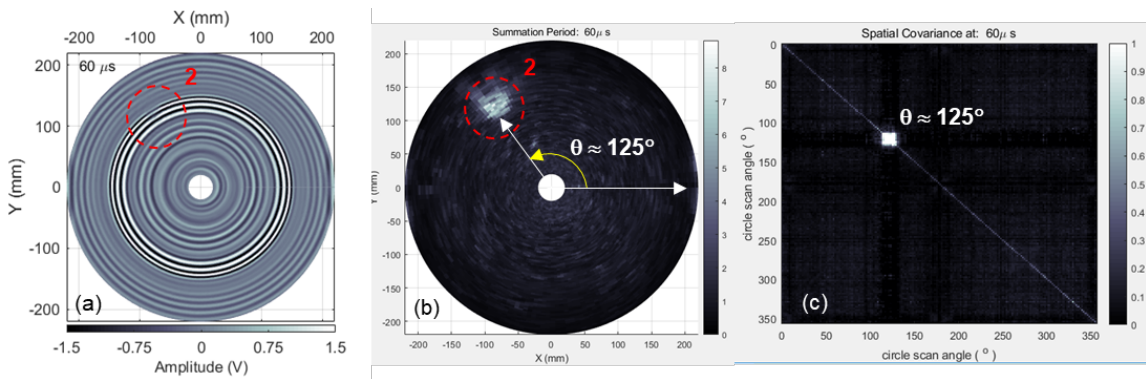 X (mm)
-200 -100 0 100 200
60 μs
2
Y (mm)
200
100
0
-100
-200
(a)
-1.5 -0.75 0 0.75 1.5
Amplitude (V)
Summation Period: 60μ s
2
θ ≈ 125°
Y (mm)
200
150
100
50
0
-50
-100
-150
-200
(b)
-200 -150 -100 -50 0 50 100 150 200
X (mm)
8
7
6
5
4
3
2
1
0
Spatial Covariance at: 60μ s
θ ≈ 125°
circle scan angle ( °)
0
50
100
150
200
250
300
350
(c)
0 50 100 150 200 250 300 350
circle scan angle ( °)
1
0.9
0.8
0.7
0.6
0.5
0.4
0.3
0.2
0.1
0